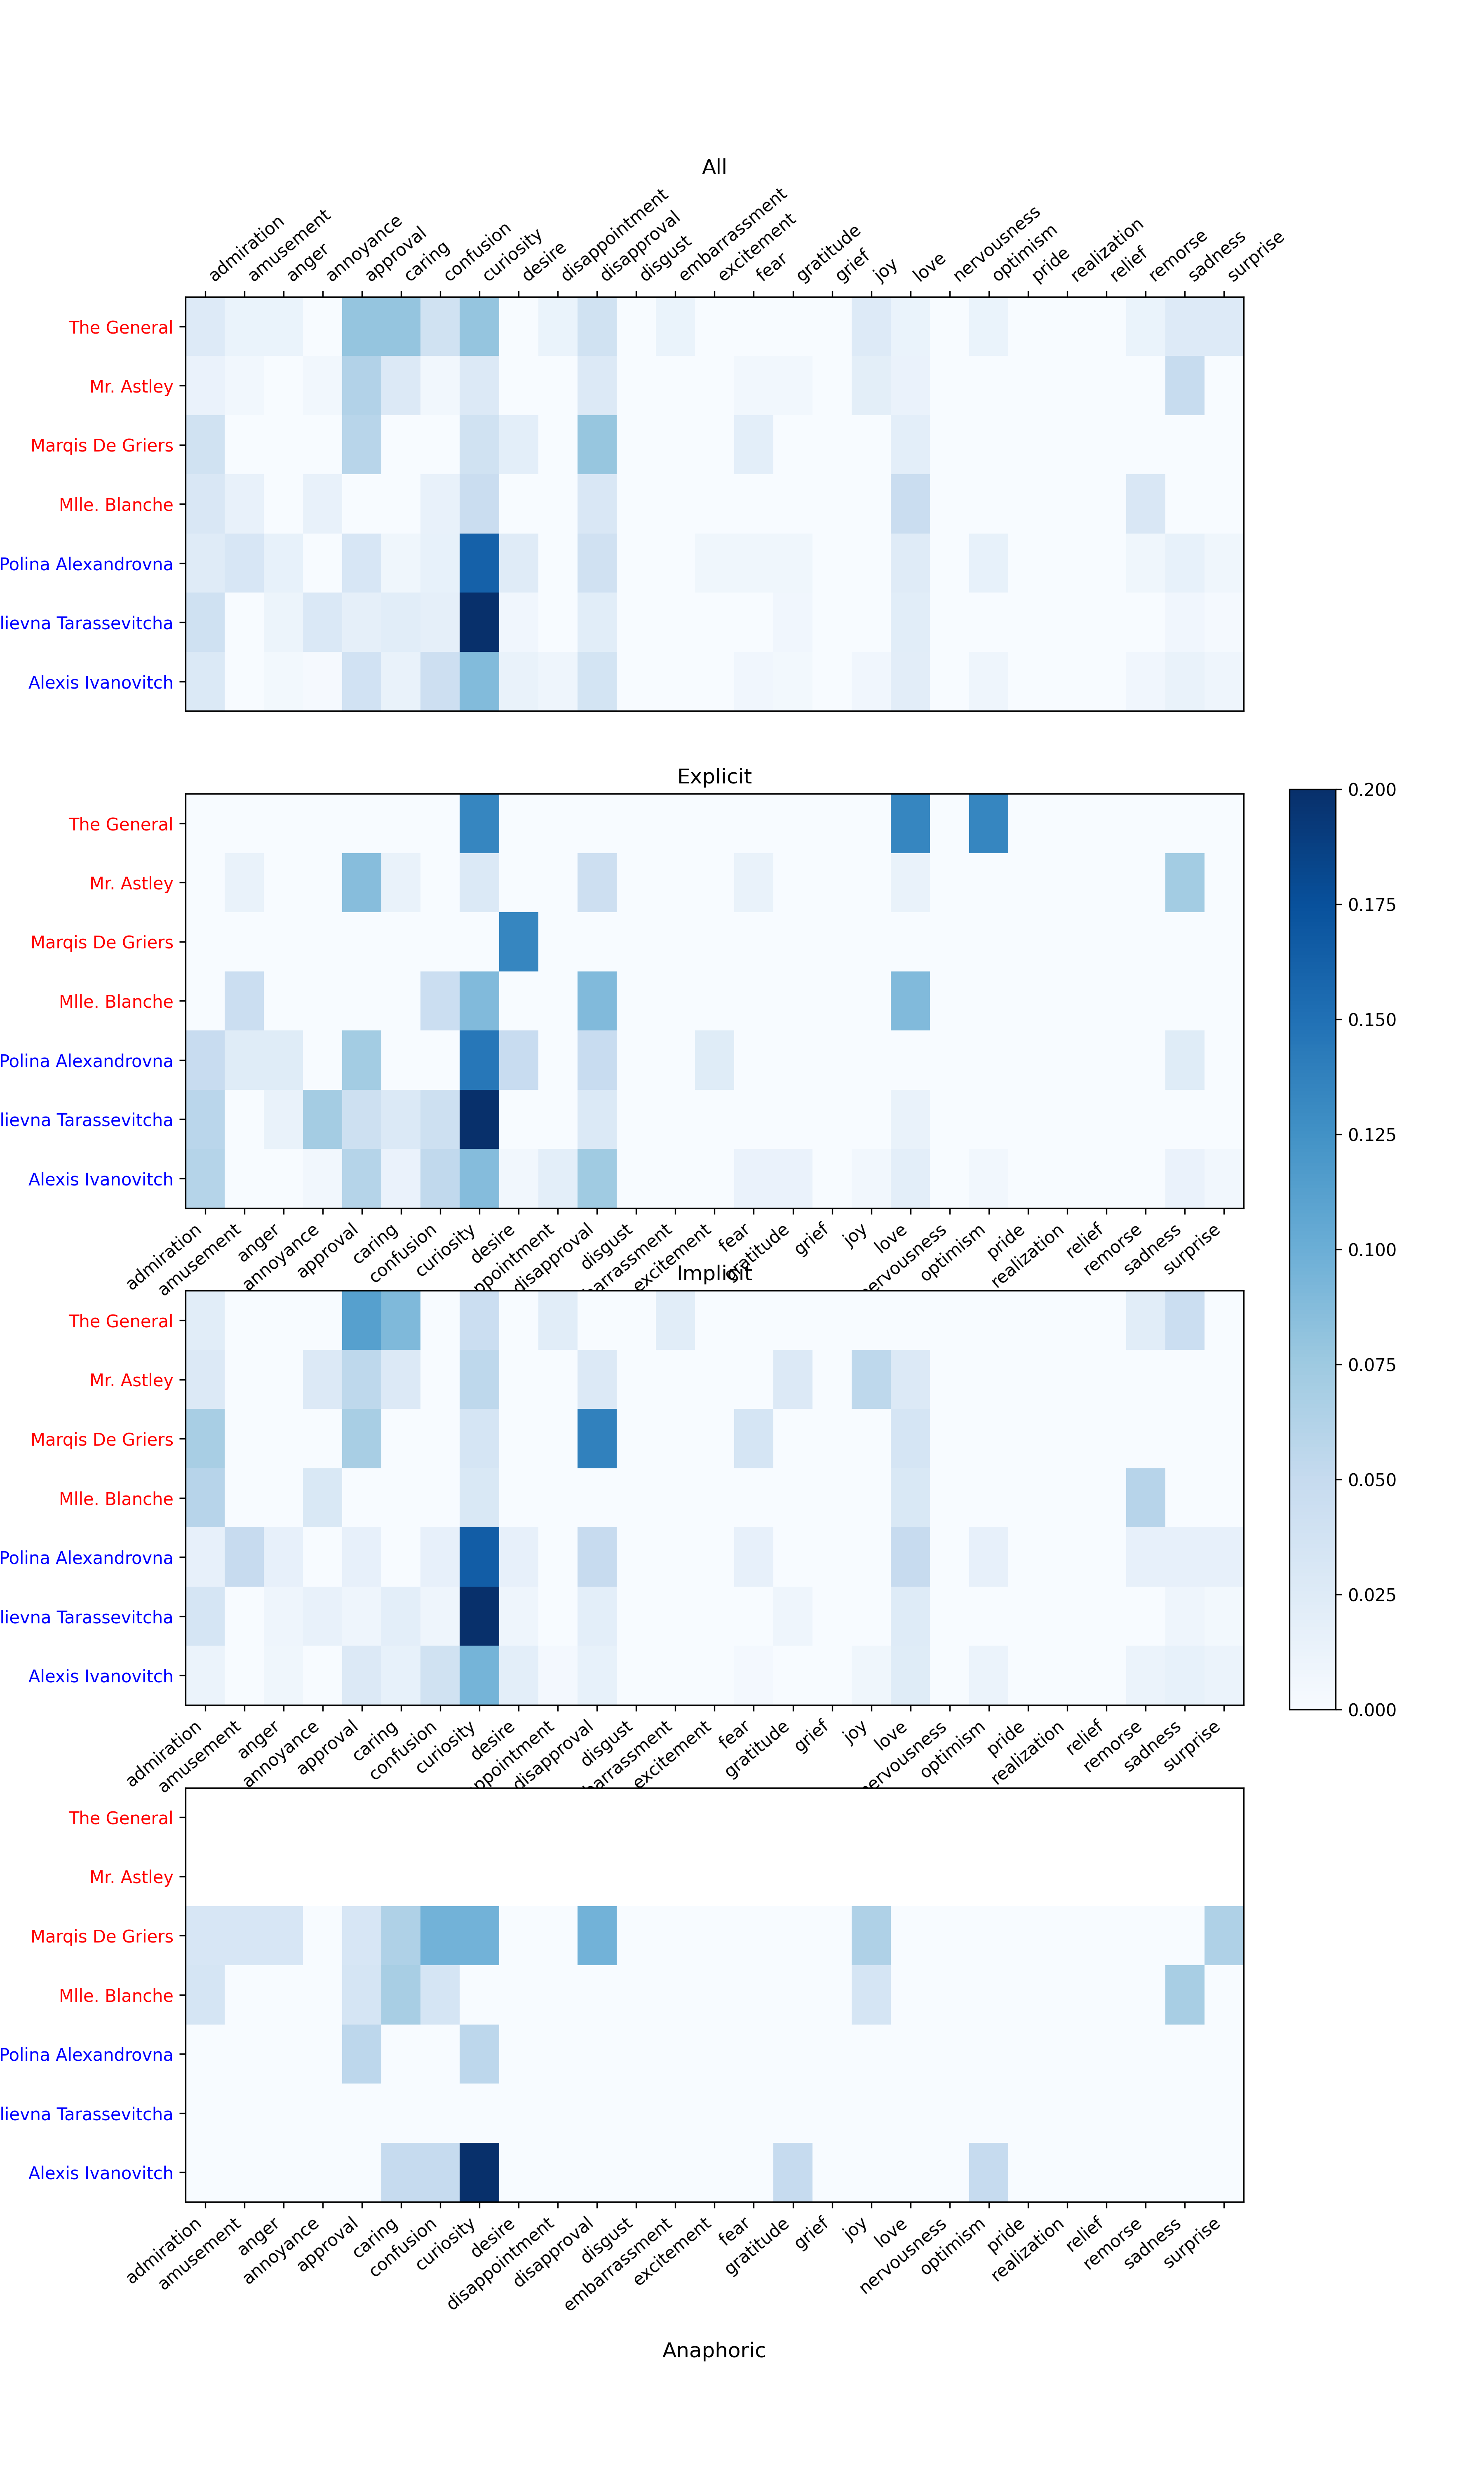 All
admiration
amusement
anger
annoyance
approval
caring
confusion
curiosity
desire
disappointment
disapproval
disgust
embarrassment
excitement
fear
gratitude
grief
joy
love
nervousness
optimism
pride
realization
relief
remorse
sadness
surprise
The General
Mr. Astley
Marqis De Griers
Mlle. Blanche
Polina Alexandrovna
lievna Tarassevitcha
Alexis Ivanovitch
Explicit
The General
Mr. Astley
Marqis De Griers
Mlle. Blanche
Polina Alexandrovna
lievna Tarassevitcha
Alexis Ivanovitch
admiration
amusement
anger
annoyance
approval
caring
confusion
curiosity
desire
ppointment
disapproval
disgust
barrassment
excitement
fear
gratitude
grief
joy
love
nervousness
optimism
pride
realization
relief
remorse
sadness
surprise
0.200
0.175
0.150
0.125
0.100
0.075
0.050
0.025
0.000
Implicit
The General
Mr. Astley
Marqis De Griers
Mlle. Blanche
Polina Alexandrovna
lievna Tarassevitcha
Alexis Ivanovitch
admiration
amusement
anger
annoyance
approval
caring
confusion
curiosity
desire
ppointment
disapproval
disgust
barrassment
excitement
fear
gratitude
grief
joy
love
nervousness
optimism
pride
realization
relief
remorse
sadness
surprise
The General
Mr. Astley
Marqis De Griers
Mlle. Blanche
Polina Alexandrovna
lievna Tarassevitcha
Alexis Ivanovitch
admiration
amusement
anger
annoyance
approval
caring
confusion
curiosity
desire
disappointment
disapproval
disgust
embarrassment
excitement
fear
gratitude
grief
joy
love
nervousness
optimism
pride
realization
relief
remorse
sadness
surprise
Anaphoric